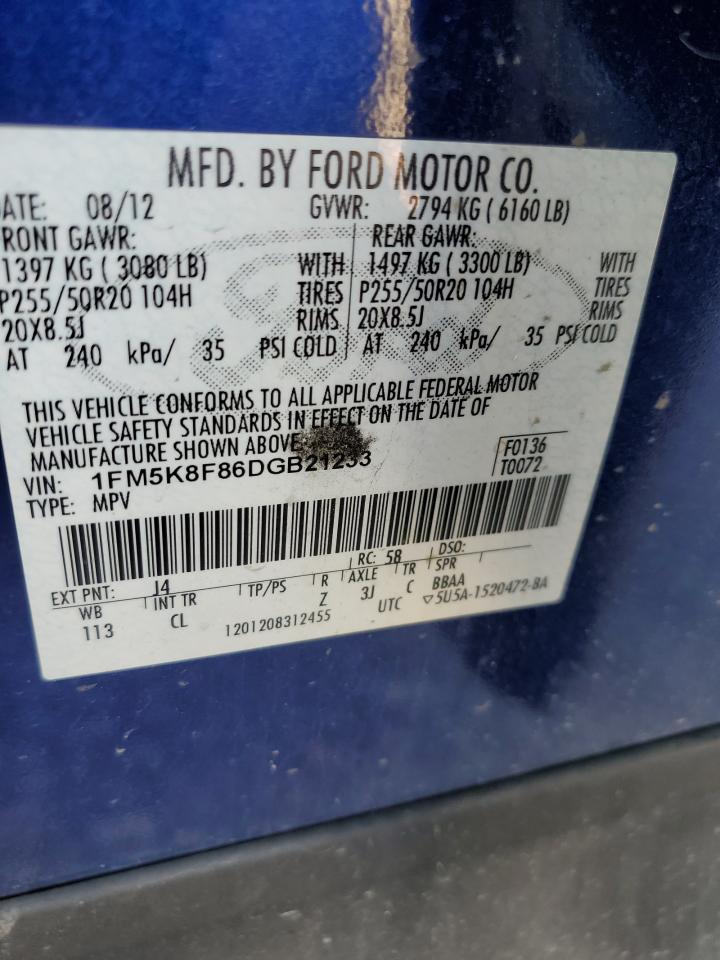 MFD. BY FORD MOTOR CO.
DATE: 08/12 GVWR: 2794 KG ( 6160 LB)
FRONT GAWR: REAR GAWR:
1397 KG ( 3080 LB) WITH 1497 KG ( 3300 LB) WITH
P255/50R20 104H TIRES P255/50R20 104H TIRES
20X8.5J RIMS 20X8.5J RIMS
AT 240 kPa/ 35 PSI COLD AT 240 kPa/ 35 PSI COLD
THIS VEHICLE CONFORMS TO ALL APPLICABLE FEDERAL MOTOR
VEHICLE SAFETY STANDARDS IN EFFECT ON THE DATE OF
MANUFACTURE SHOWN ABOVE.
VIN: 1FM5K8F86DGB21233 F0136
TYPE: MPV T0072
EXT PNT: J4 RC: 58 DSO:
WB INT TR TP/PS R AXLE TR SPR
113 CL Z 3J C BBAA
1201208312455 UTC ▽5U5A-1520472-BA